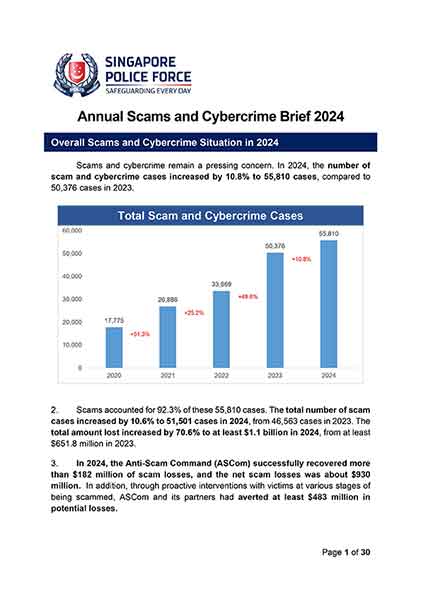 SINGAPORE
POLICE FORCE
SAFEGUARDING EVERY DAY
Annual Scams and Cybercrime Brief 2024
Overall Scams and Cybercrime Situation in 2024
Scams and cybercrime remain a pressing concern. In 2024, the number of
scam and cybercrime cases increased by 10.8% to 55,810 cases, compared to
50,376 cases in 2023.
Total Scam and Cybercrime Cases
60,000
50,000
40,000
30,000
20,000
10,000
0
17,775
+51.3%
26,886
+25.2%
33,669
+49.6%
50,376
+10.8%
55,810
2020
2021
2022
2023
2024
2. Scams accounted for 92.3% of these 55,810 cases. The total number of scam
cases increased by 10.6% to 51,501 cases in 2024, from 46,563 cases in 2023. The
total amount lost increased by 70.6% to at least $1.1 billion in 2024, from at least
$651.8 million in 2023.
3. In 2024, the Anti-Scam Command (ASCom) successfully recovered more
than $182 million of scam losses, and the net scam losses was about $930
million. In addition, through proactive interventions with victims at various stages of
being scammed, ASCom and its partners had averted at least $483 million in
potential losses.
Page 1 of 30